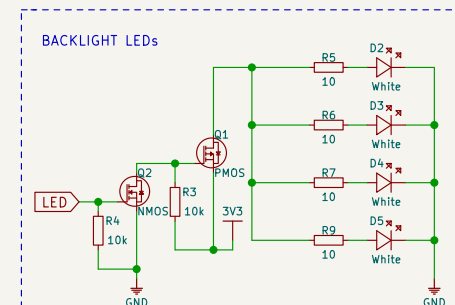 BACKLIGHT LEDs
R5
10
D2
White
R6
10
D3
White
Q1
PMOS
Q2
NMOS
R3
10k
3V3
R7
10
D4
White
LED
R4
10k
R9
10
D5
White
GND
GND